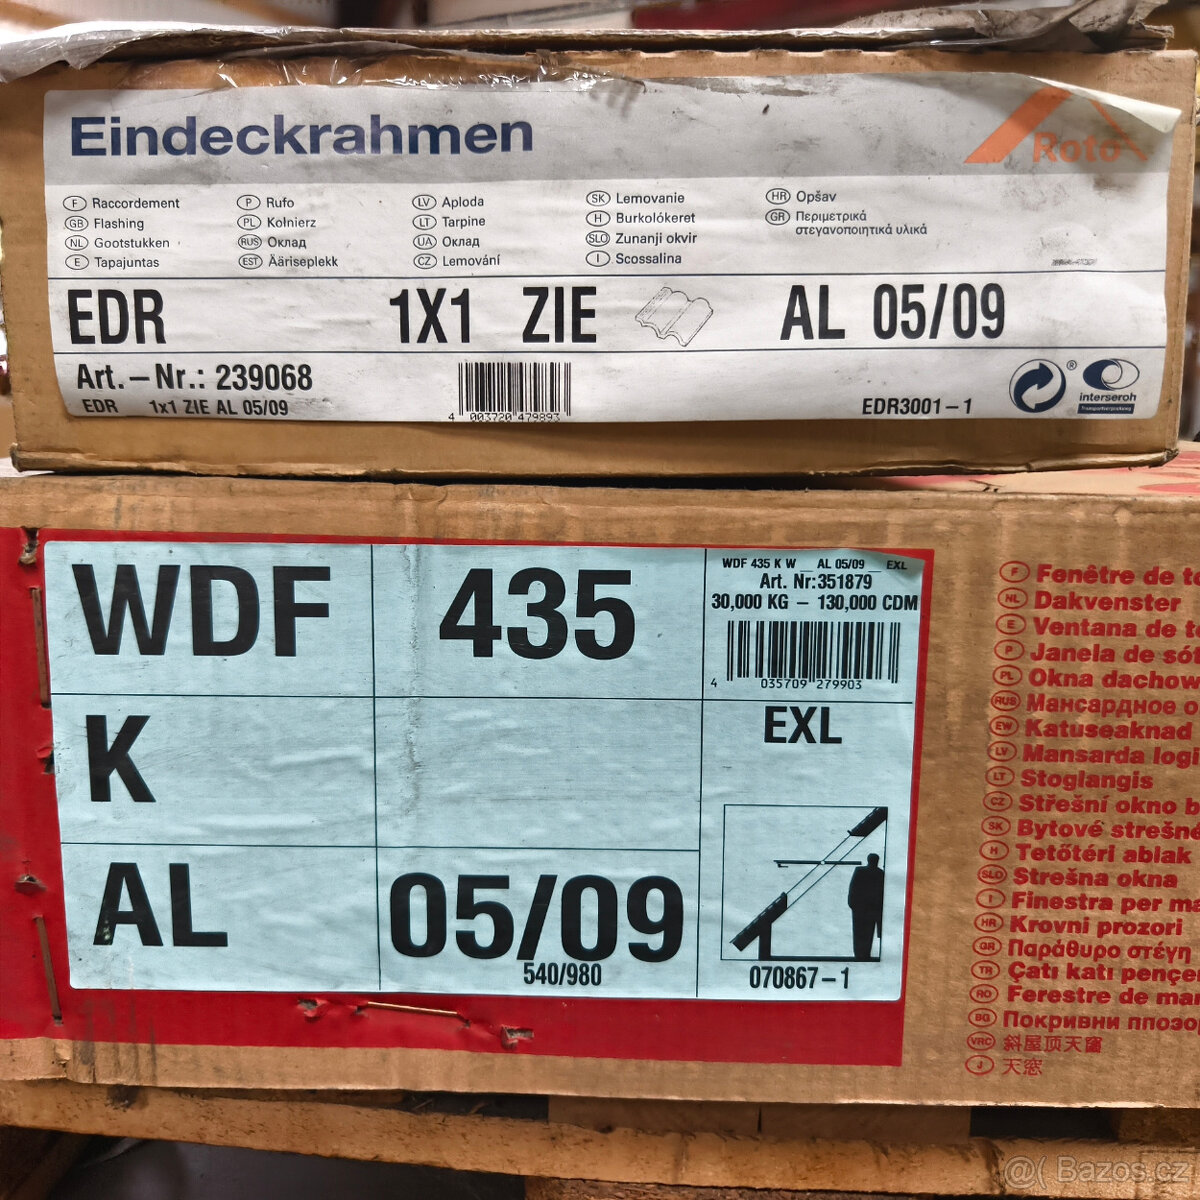 Eindeckrahmen
Roto
F Raccordement
GB Flashing
NL Gootstukken
E Tapajuntas
P Rufo
PL Kołnierz
RUS Оклад
EST Ääriseplekk
LV Aploda
LT Tarpine
UA Оклад
CZ Lemování
SK Lemovanie
H Burkolókeret
SLO Zunanji okvir
I Scossalina
HR Opšav
GR Περιμετρικά
στεγανοποιητικά υλικά
EDR 1X1 ZIE AL 05/09
Art.-Nr.: 239068
EDR 1x1 ZIE AL 05/09
4 003720 479893
EDR3001-1
®
interseroh
WDF 435
K
AL 05/09
540/980
WDF 435 K W AL 05/09 EXL
Art. Nr:351879
30,000 KG - 130,000 CDM
4 035709 279903
EXL
070867-1
F Fenêtre de to
NL Dakvenster
E Ventana de t
P Janela de sót
PL Okna dachow
RUS Мансардное о
EW Katuseaknad
LV Mansarda logi
LT Stoglangis
CZ Střešní okno b
SK Bytové strešné
H Tetőtéri ablak
SLO Strešna okna
I Finestra per ma
HR Krovni prozori
GR Παράθυρο στέγη
TR Çatı katı pençer
RO Ferestre de ma
BG Покривни ппозо
VRC 斜屋顶天窗
J 天窓
@( Bazos.cz